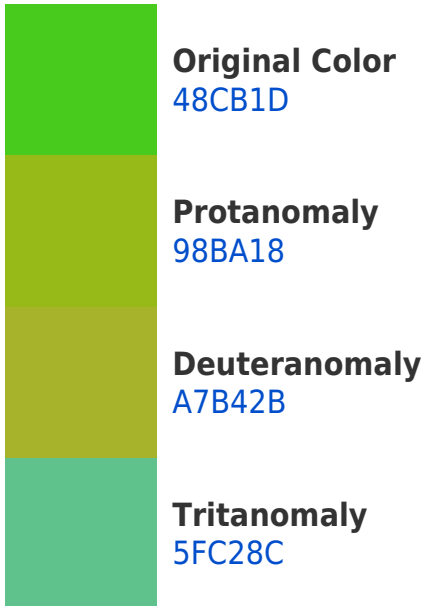 Original Color
48CB1D
Protanomaly
98BA18
Deuteranomaly
A7B42B
Tritanomaly
5FC28C